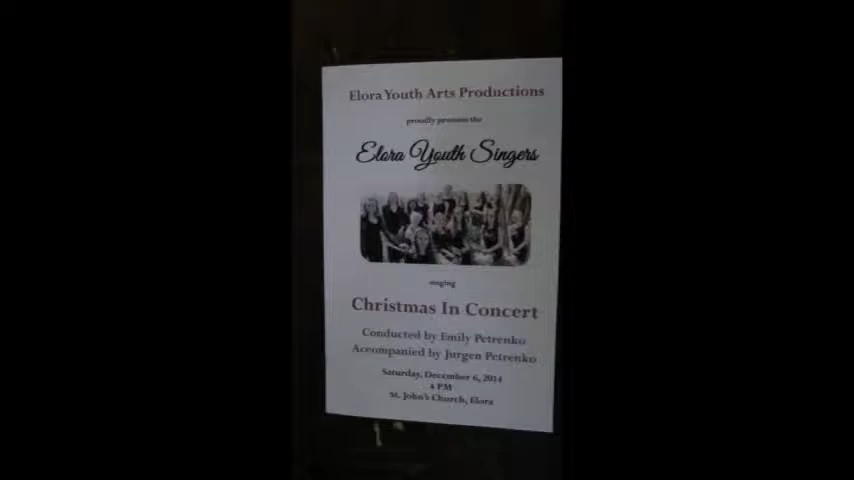 Elora Youth Arts Productions
proudly presents the
Elora Youth Singers
singing
Christmas In Concert
Conducted by Emily Petrenko
Accompanied by Jurgen Petrenko
Saturday, December 6, 2014
4 PM
St. John's Church, Elora